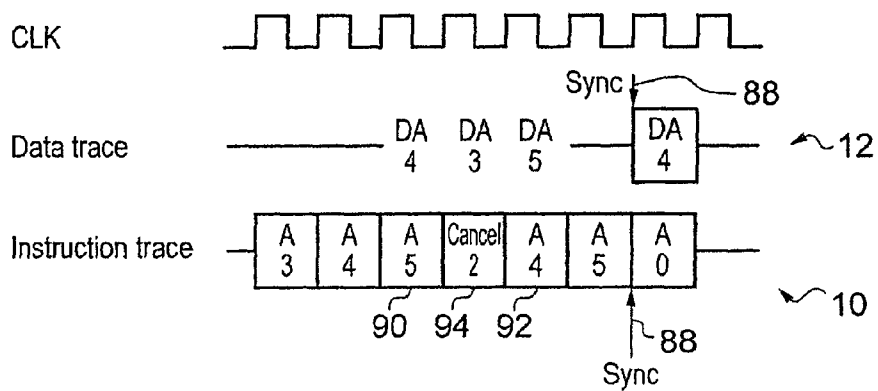 CLK
Sync 88
Data trace DA 4 DA 3 DA 5 DA 4 12
Instruction trace A 3 A 4 A 5 Cancel 2 A 4 A 5 A 0
90 94 92 88 10
Sync